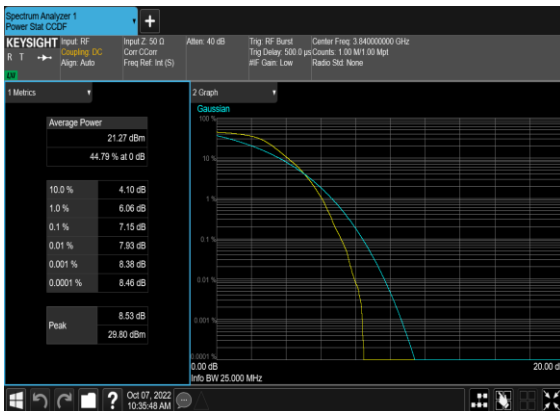 Spectrum Analyzer 1
Power Stat CCDF
KEYSIGHT
R T
LV
Input: RF
Coupling: DC
Align: Auto
Input Z: 50 Ω
Corr CCorr
Freq Ref: Int (S)
Atten: 40 dB
Trig: RF Burst
Trig Delay: 500.0 µs
#IF Gain: Low
Center Freq: 3.840000000 GHz
Counts: 1.00 M/1.00 Mpt
Radio Std: None
1 Metrics
Average Power
21.27 dBm
44.79 % at 0 dB
10.0 % 4.10 dB
1.0 % 6.06 dB
0.1 % 7.15 dB
0.01 % 7.93 dB
0.001 % 8.38 dB
0.0001 % 8.46 dB
Peak
8.53 dB
29.80 dBm
2 Graph
Gaussian
100 %
10 %
1 %
0.1 %
0.01 %
0.001 %
0.0001 %
0.00 dB
20.00 d
Info BW 25.000 MHz
?
Oct 07, 2022
10:35:48 AM